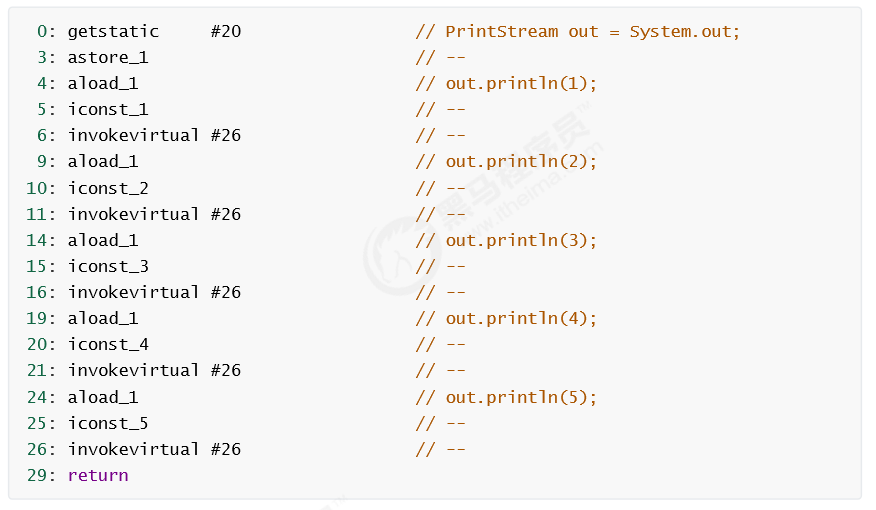 0: getstatic     #20                 // PrintStream out = System.out;
3: astore_1                          // --
4: aload_1                           // out.println(1);
5: iconst_1                          // --
6: invokevirtual #26                 // --
9: aload_1                           // out.println(2);
10: iconst_2                          // --
11: invokevirtual #26                 // --
14: aload_1                           // out.println(3);
15: iconst_3                          // --
16: invokevirtual #26                 // --
19: aload_1                           // out.println(4);
20: iconst_4                          // --
21: invokevirtual #26                 // --
24: aload_1                           // out.println(5);
25: iconst_5                          // --
26: invokevirtual #26                 // --
29: return
黑马程序员™
www.itheima.com